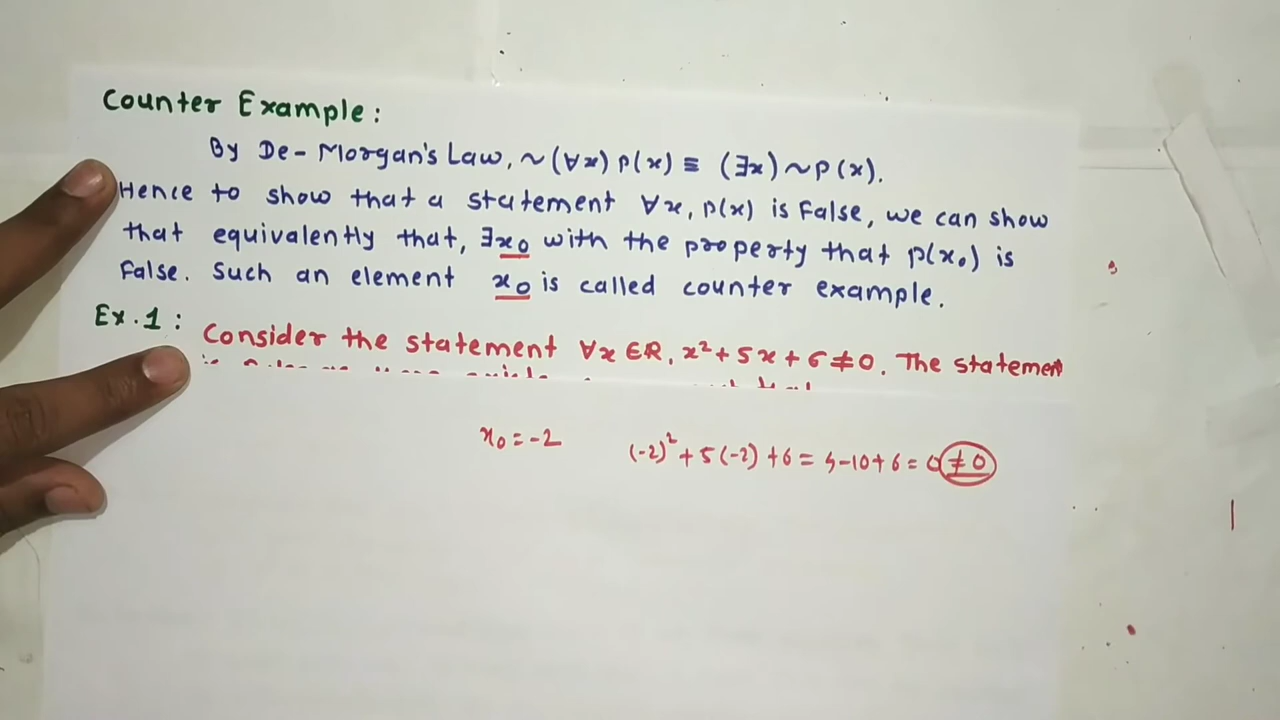 Counter Example:
By De-Morgan's Law, ~(∀x) p(x) ≡ (∃x) ~p(x).
Hence to show that a statement ∀x, p(x) is False, we can show
that equivalently that, ∃x₀ with the property that p(x₀) is
False. Such an element x₀ is called counter example.
Ex.1: Consider the statement ∀x ∈ R, x² + 5x + 6 ≠ 0. The statement
x₀ = -2 (-2)² + 5(-2) + 6 = 4-10+6 = 0 ≠ 0